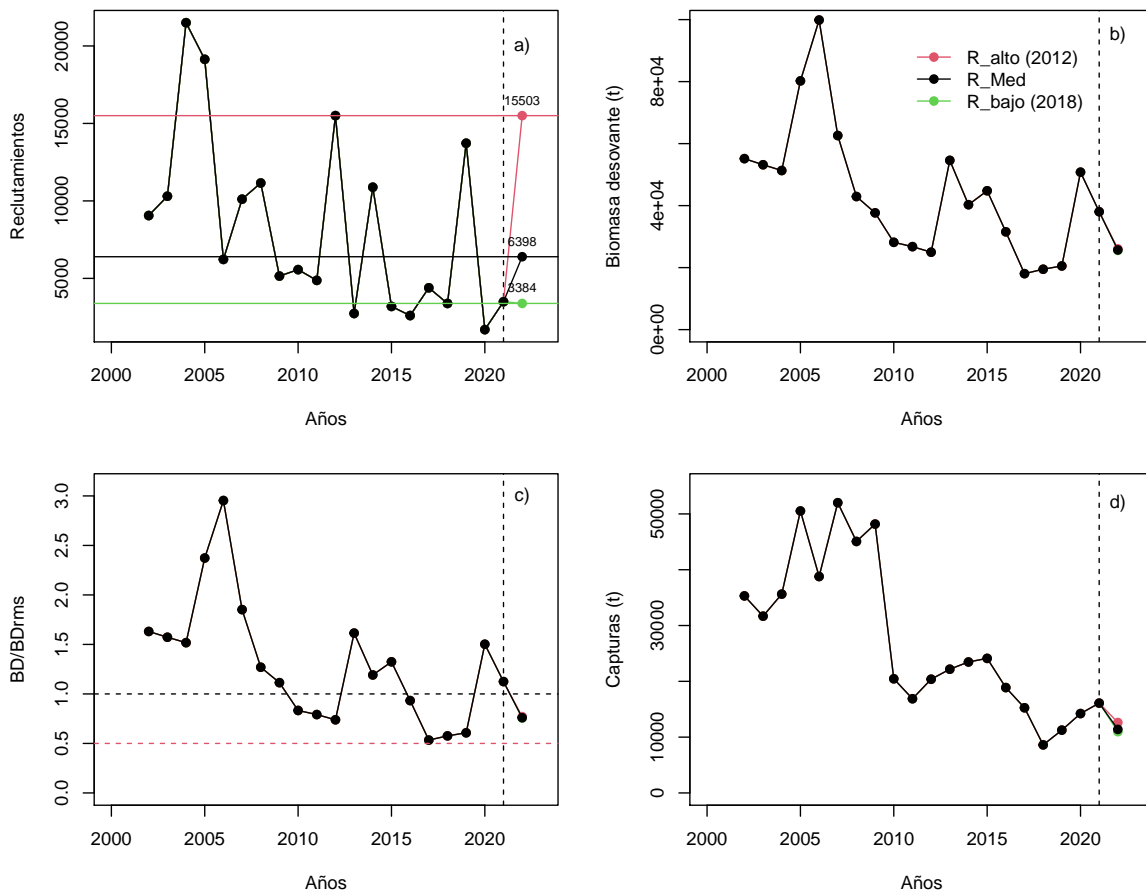 a)
Reclutamientos
20000
15000
10000
5000
15503
6398
3384
2000 2005 2010 2015 2020
Años
b)
Biomasa desovante (t)
8e+04
4e+04
0e+00
R_alto (2012)
R_Med
R_bajo (2018)
2000 2005 2010 2015 2020
Años
c)
BD/BDrms
3.0
2.5
2.0
1.5
1.0
0.5
0.0
2000 2005 2010 2015 2020
Años
d)
Capturas (t)
50000
30000
10000
0
2000 2005 2010 2015 2020
Años